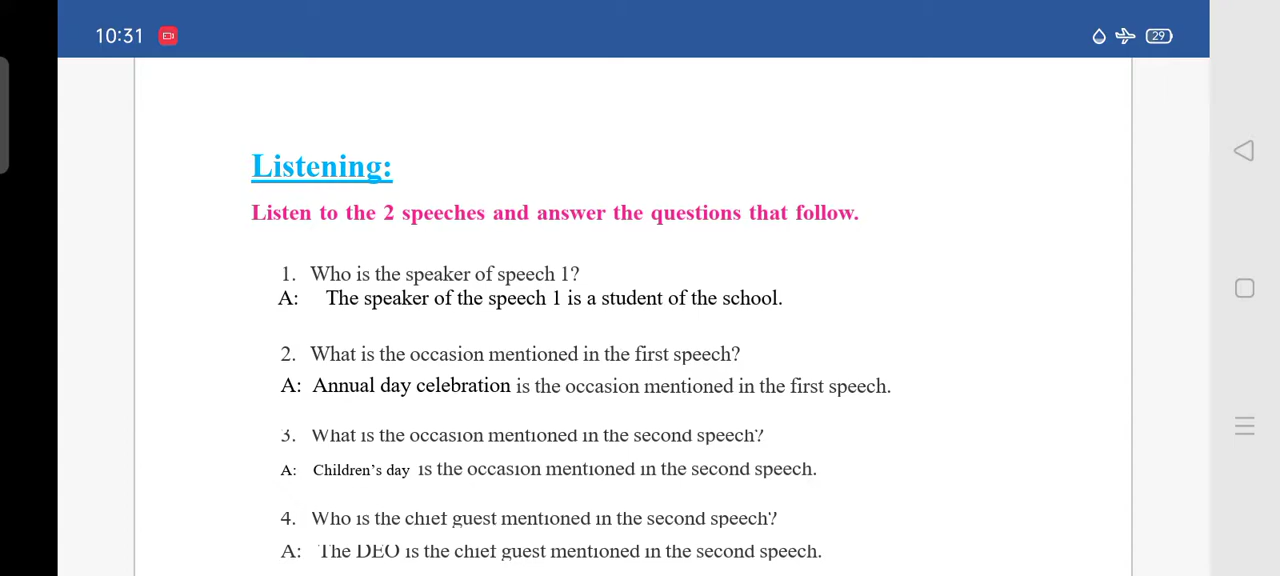 10:31
29
Listening:
Listen to the 2 speeches and answer the questions that follow.
1. Who is the speaker of speech 1?
A: The speaker of the speech 1 is a student of the school.
2. What is the occasion mentioned in the first speech?
A: Annual day celebration is the occasion mentioned in the first speech.
3. What is the occasion mentioned in the second speech?
A: Children's day is the occasion mentioned in the second speech.
4. Who is the chief guest mentioned in the second speech?
A: The DEO is the chief guest mentioned in the second speech.